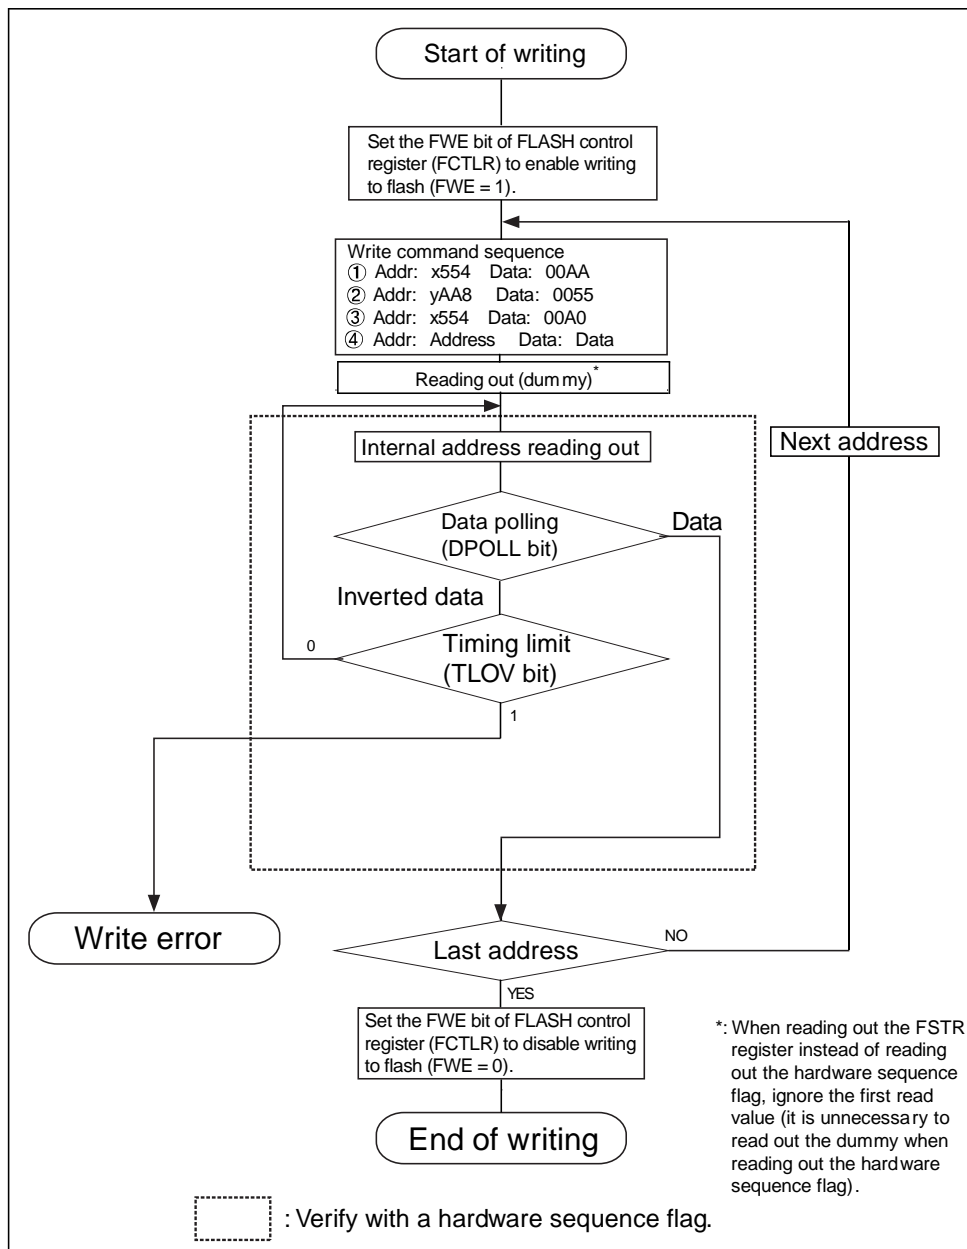 Start of writing
Set the FWE bit of FLASH control
register (FCTLR) to enable writing
to flash (FWE = 1).
Write command sequence
① Addr: x554 Data: 00AA
② Addr: yAA8 Data: 0055
③ Addr: x554 Data: 00A0
④ Addr: Address Data: Data
Reading out (dummy)*
Internal address reading out
Next address
Data polling
(DPOLL bit)
Data
Inverted data
Timing limit
(TLOV bit)
0
1
Write error
Last address
NO
YES
Set the FWE bit of FLASH control
register (FCTLR) to disable writing
to flash (FWE = 0).
End of writing
*: When reading out the FSTR
register instead of reading
out the hardware sequence
flag, ignore the first read
value (it is unnecessary to
read out the dummy when
reading out the hardware
sequence flag).
: Verify with a hardware sequence flag.